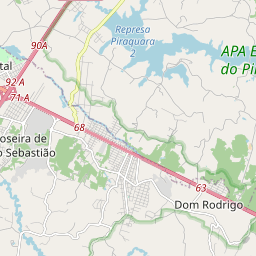 90A
Represa
Piraquara
2
APA E
do Pi
tal
92 A
71 A
68
oseira de
o Sebastião
63
Dom Rodrigo